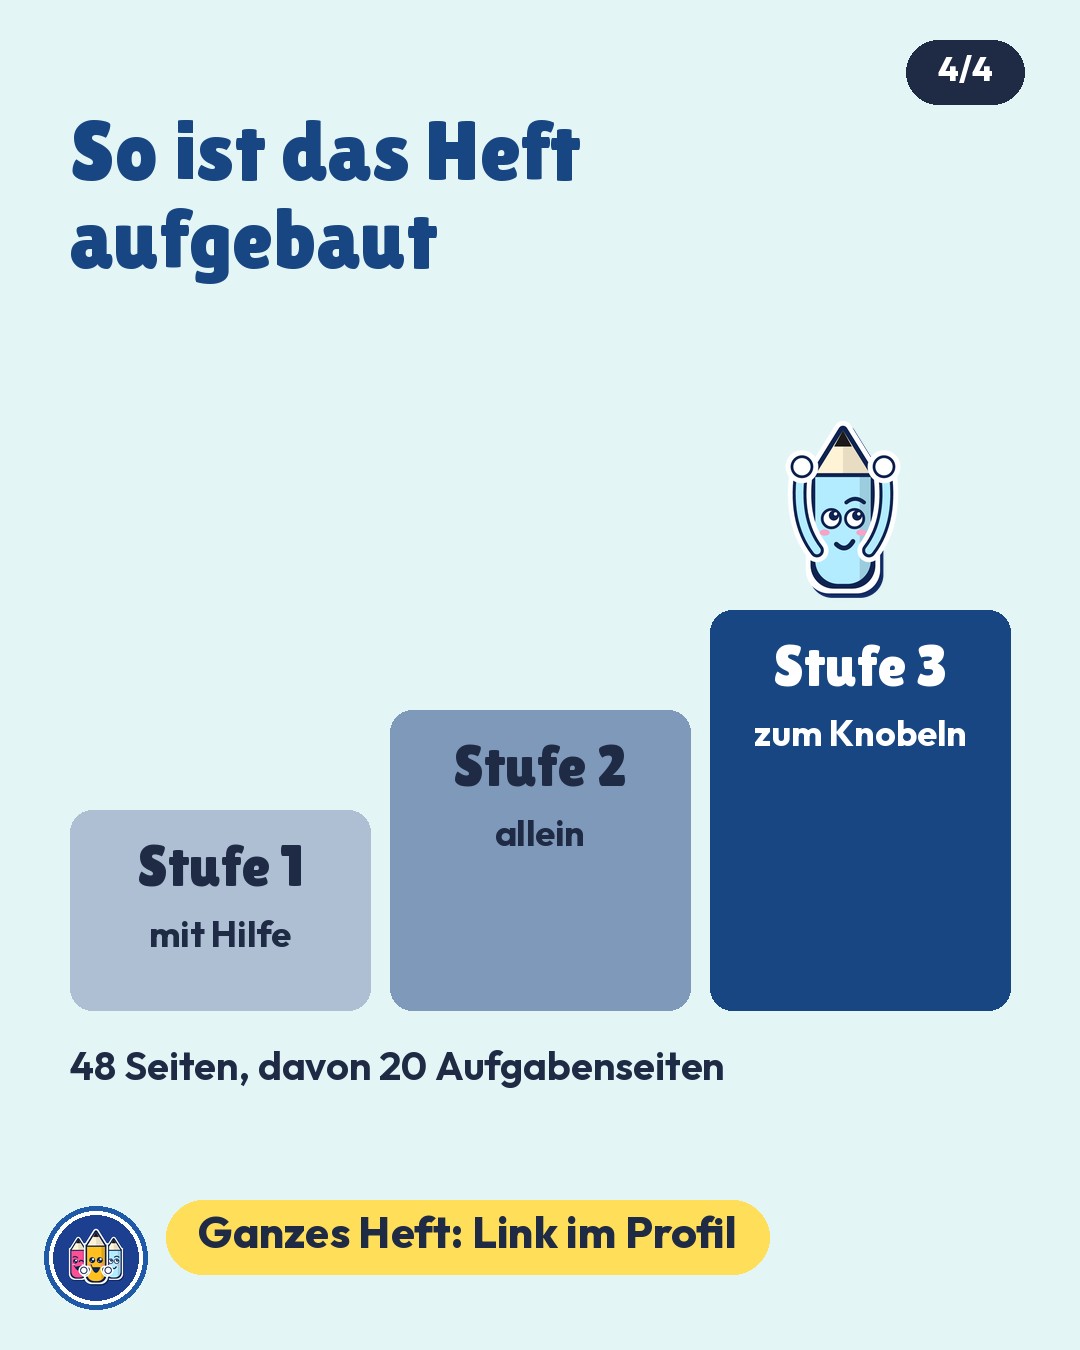 4/4
So ist das Heft
aufgebaut
Stufe 3
zum Knobeln
Stufe 2
allein
Stufe 1
mit Hilfe
48 Seiten, davon 20 Aufgabenseiten
Ganzes Heft: Link im Profil